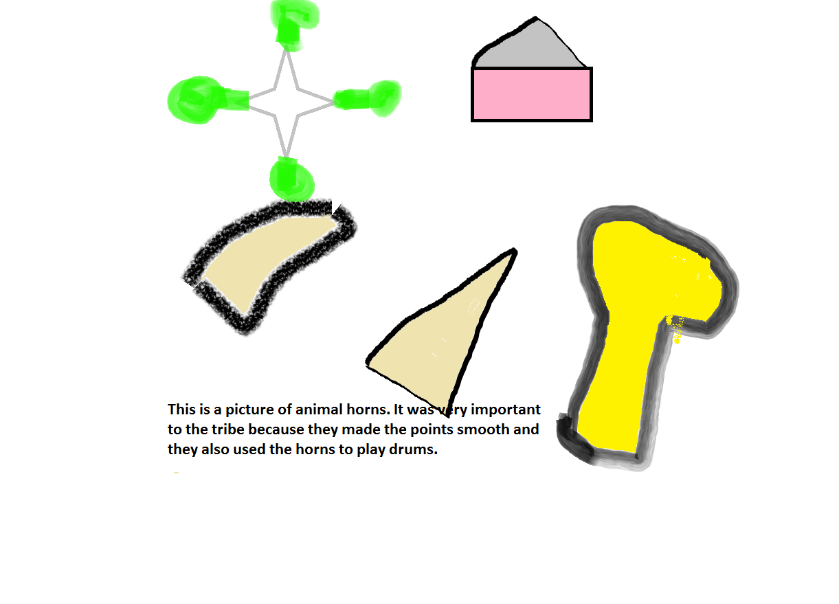 This is a picture of animal horns. It was very important
to the tribe because they made the points smooth and
they also used the horns to play drums.